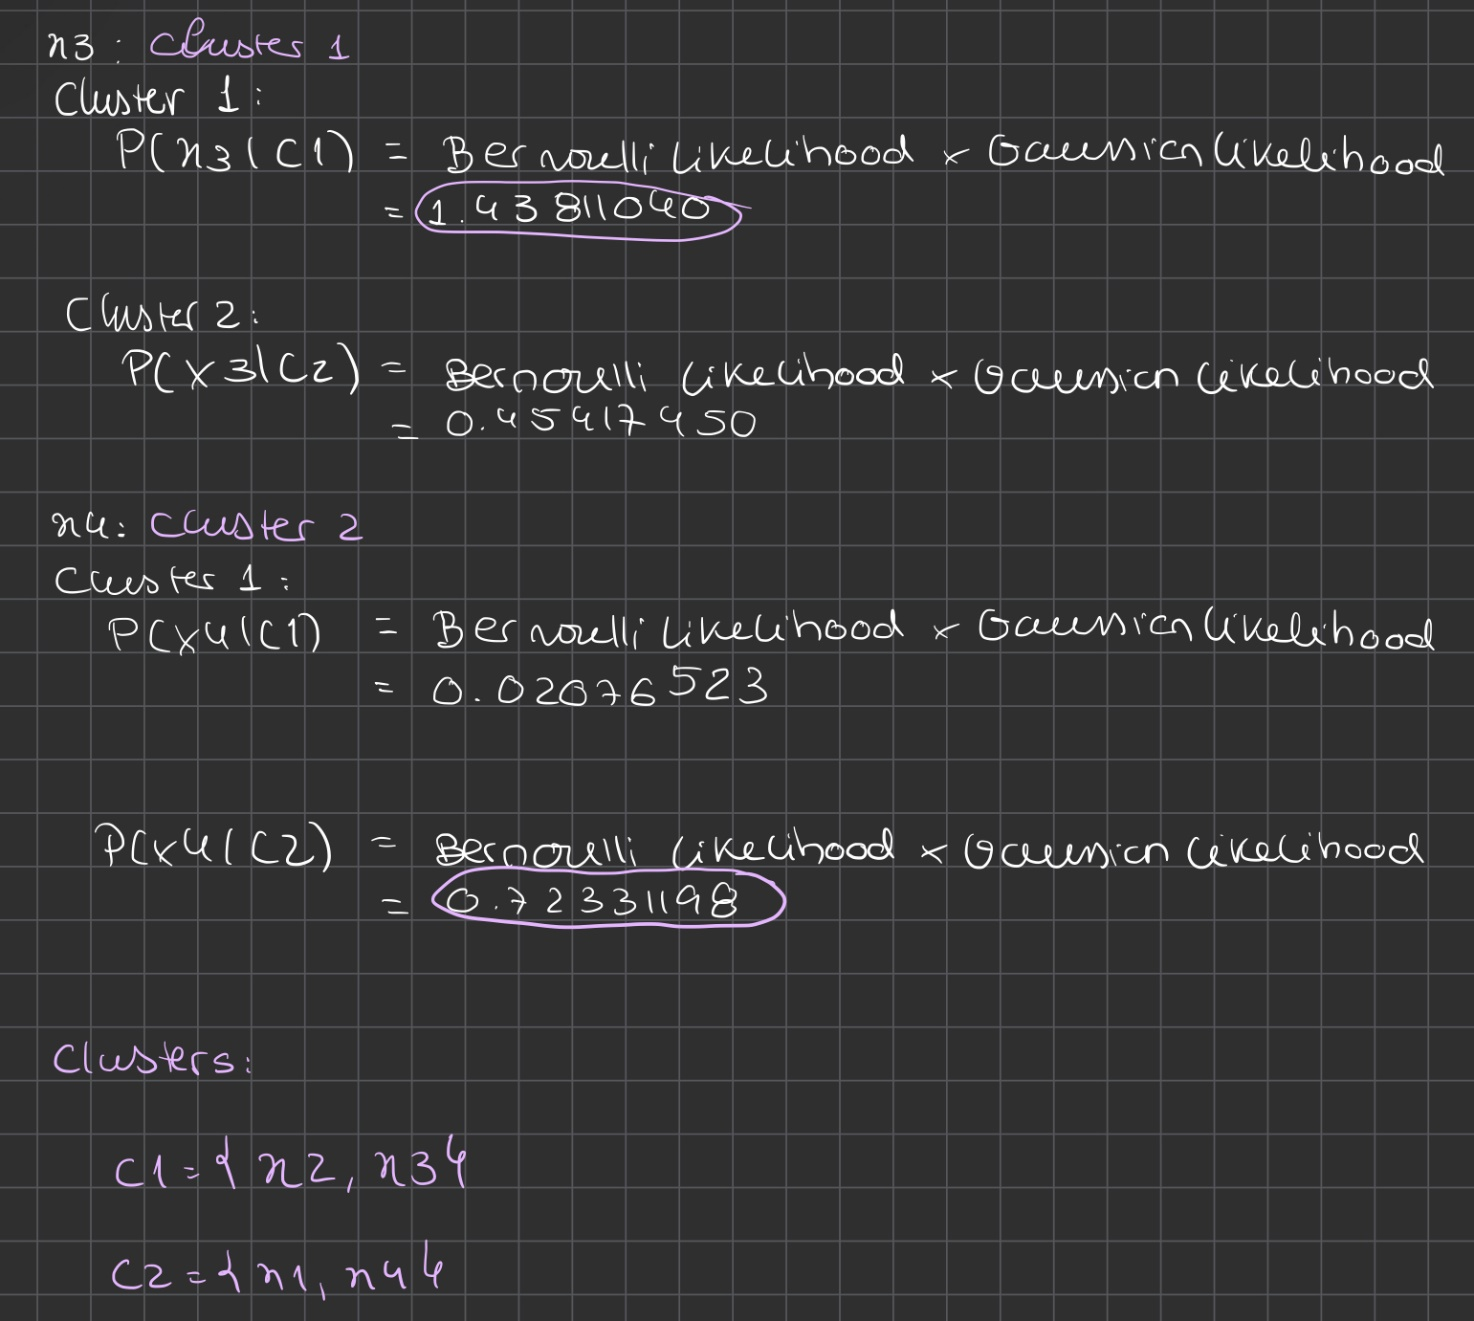 x3 : Cluster 1
Cluster 1 :
P(x3|C1) = Bernoulli likelihood x Gaussian likelihood
= 1.43811040
Cluster 2 :
P(x3|C2) = Bernoulli likelihood x Gaussian likelihood
= 0.45417450
x4 : Cluster 2
Cluster 1 :
P(x4|C1) = Bernoulli likelihood x Gaussian likelihood
= 0.02076523
P(x4|C2) = Bernoulli likelihood x Gaussian likelihood
= 0.72331198
Clusters :
C1 = { x2, x3 }
C2 = { x1, x4 }